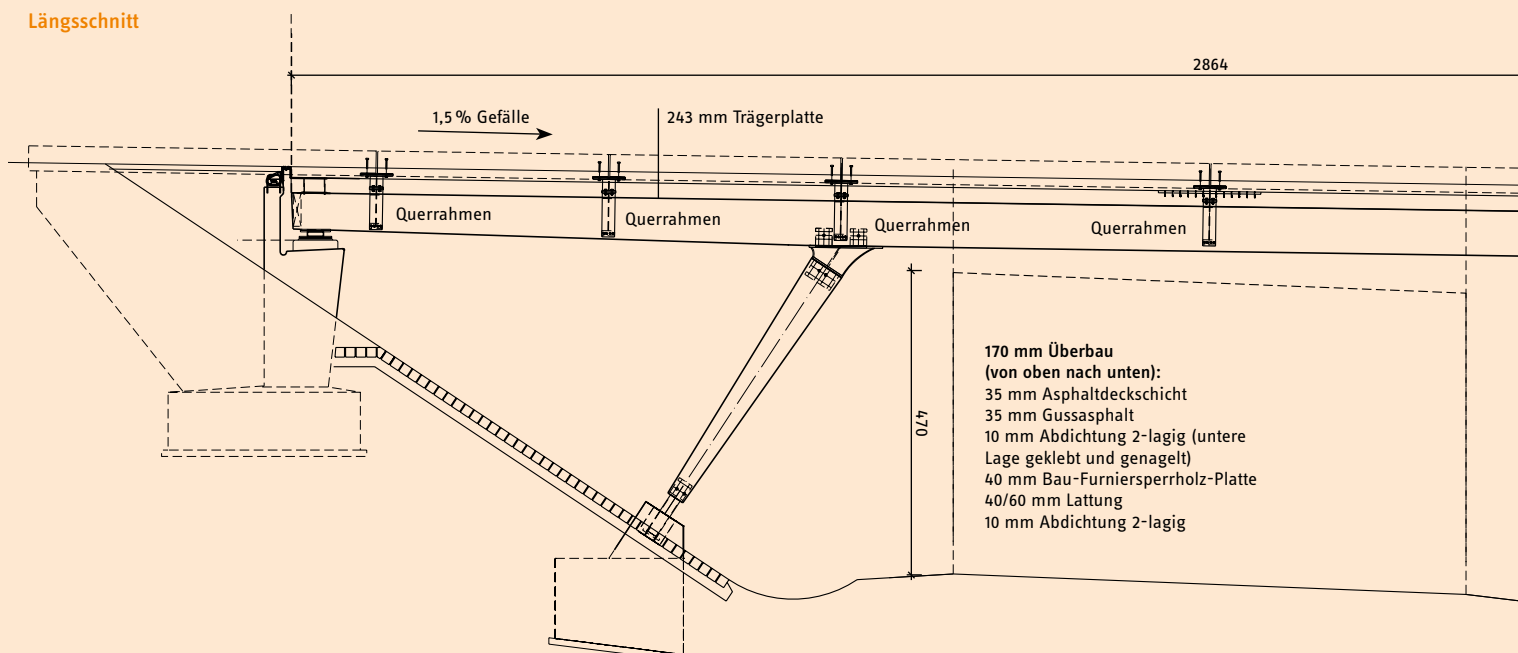 Längsschnitt
2864
1,5 % Gefälle
243 mm Trägerplatte
Querrahmen
Querrahmen
Querrahmen
Querrahmen
470
170 mm Überbau
(von oben nach unten):
35 mm Asphaltdeckschicht
35 mm Gussasphalt
10 mm Abdichtung 2-lagig (untere
Lage geklebt und genagelt)
40 mm Bau-Furniersperrholz-Platte
40/60 mm Lattung
10 mm Abdichtung 2-lagig